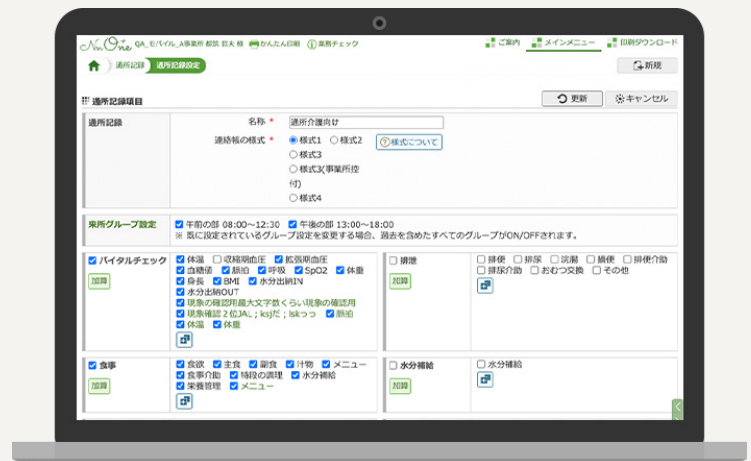 NuOne QA_モバイル_A事業所 都築 巨夫 様 かんたん印刷 業務チェック ご案内 メインメニュー 印刷ダウンロード
通所記録 通所記録設定 新規
通所記録項目 更新 キャンセル
通所記録 名称 * 通所介護向け
連絡帳の様式 * 様式1 様式2 様式について
様式3
様式3(事業所控
付)
様式4
来所グループ設定 午前の部 08:00~12:30 午後の部 13:00~18:00
※ 既に設定されているグループ設定を変更する場合、過去を含めたすべてのグループがON/OFFされます。
バイタルチェック 体温 収縮期血圧 拡張期血圧
血糖値 脈拍 呼吸 SpO2 体重
加算 身長 BMI 水分出納IN
水分出納OUT
現象の確認用最大文字数くらい現象の確認用
現象確認2位JAL;ksjだ;lskっっ 脈拍
体温 体重
排泄 排便 排尿 浣腸 摘便 排便介助
排尿介助 おむつ交換 その他
加算
食事 食欲 主食 副食 汁物 メニュー
食事介助 特段の調理 水分補給
加算 栄養管理 メニュー
水分補給 水分補給
加算